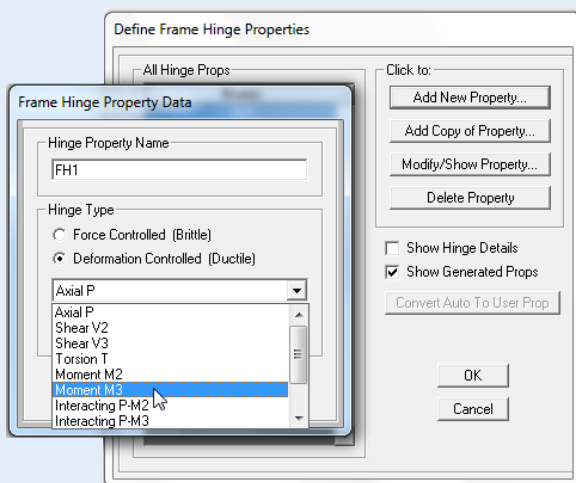 Define Frame Hinge Properties
All Hinge Props
Click to:
Add New Property...
Add Copy of Property...
Modify/Show Property...
Delete Property
Show Hinge Details
Show Generated Props
Convert Auto To User Prop
OK
Cancel
Frame Hinge Property Data
Hinge Property Name
FH1
Hinge Type
Force Controlled (Brittle)
Deformation Controlled (Ductile)
Axial P
Axial P
Shear V2
Shear V3
Torsion T
Moment M2
Moment M3
Interacting P-M2
Interacting P-M3